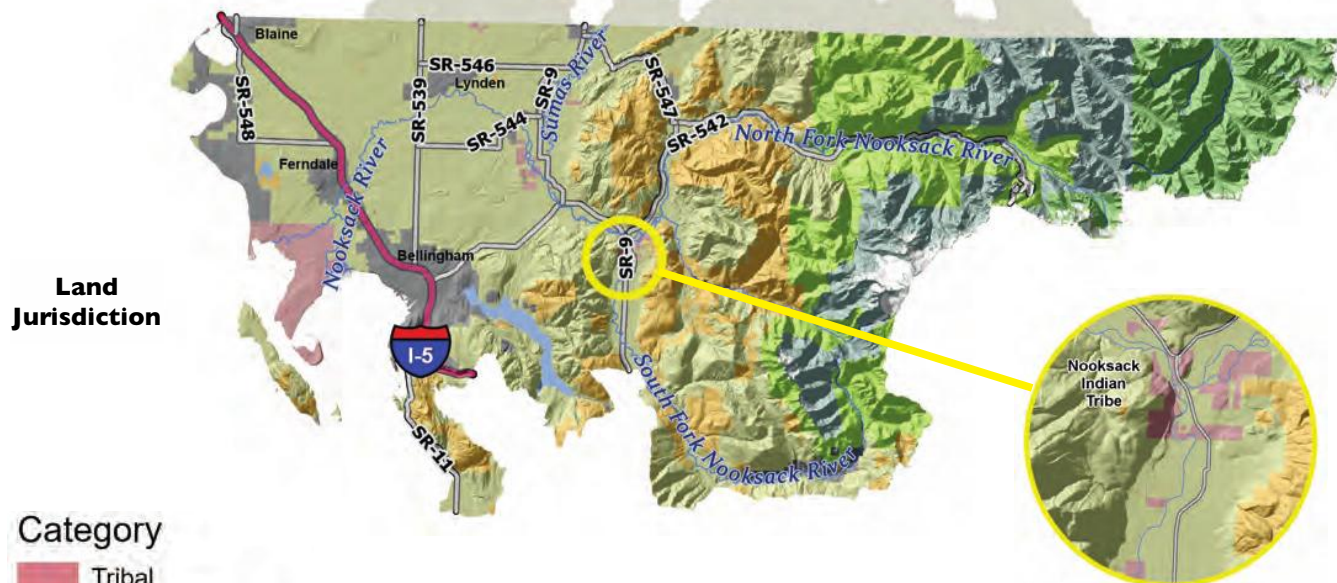 Blaine
SR-546
Lynden
SR-539
SR-548
SR-9
Sumas River
SR-547
SR-544
SR-542
North Fork Nooksack River
Ferndale
Nooksack River
Bellingham
SR-9
Land
Jurisdiction
I-5
SR-11
South Fork Nooksack River
Nooksack
Indian
Tribe
Category
Tribal